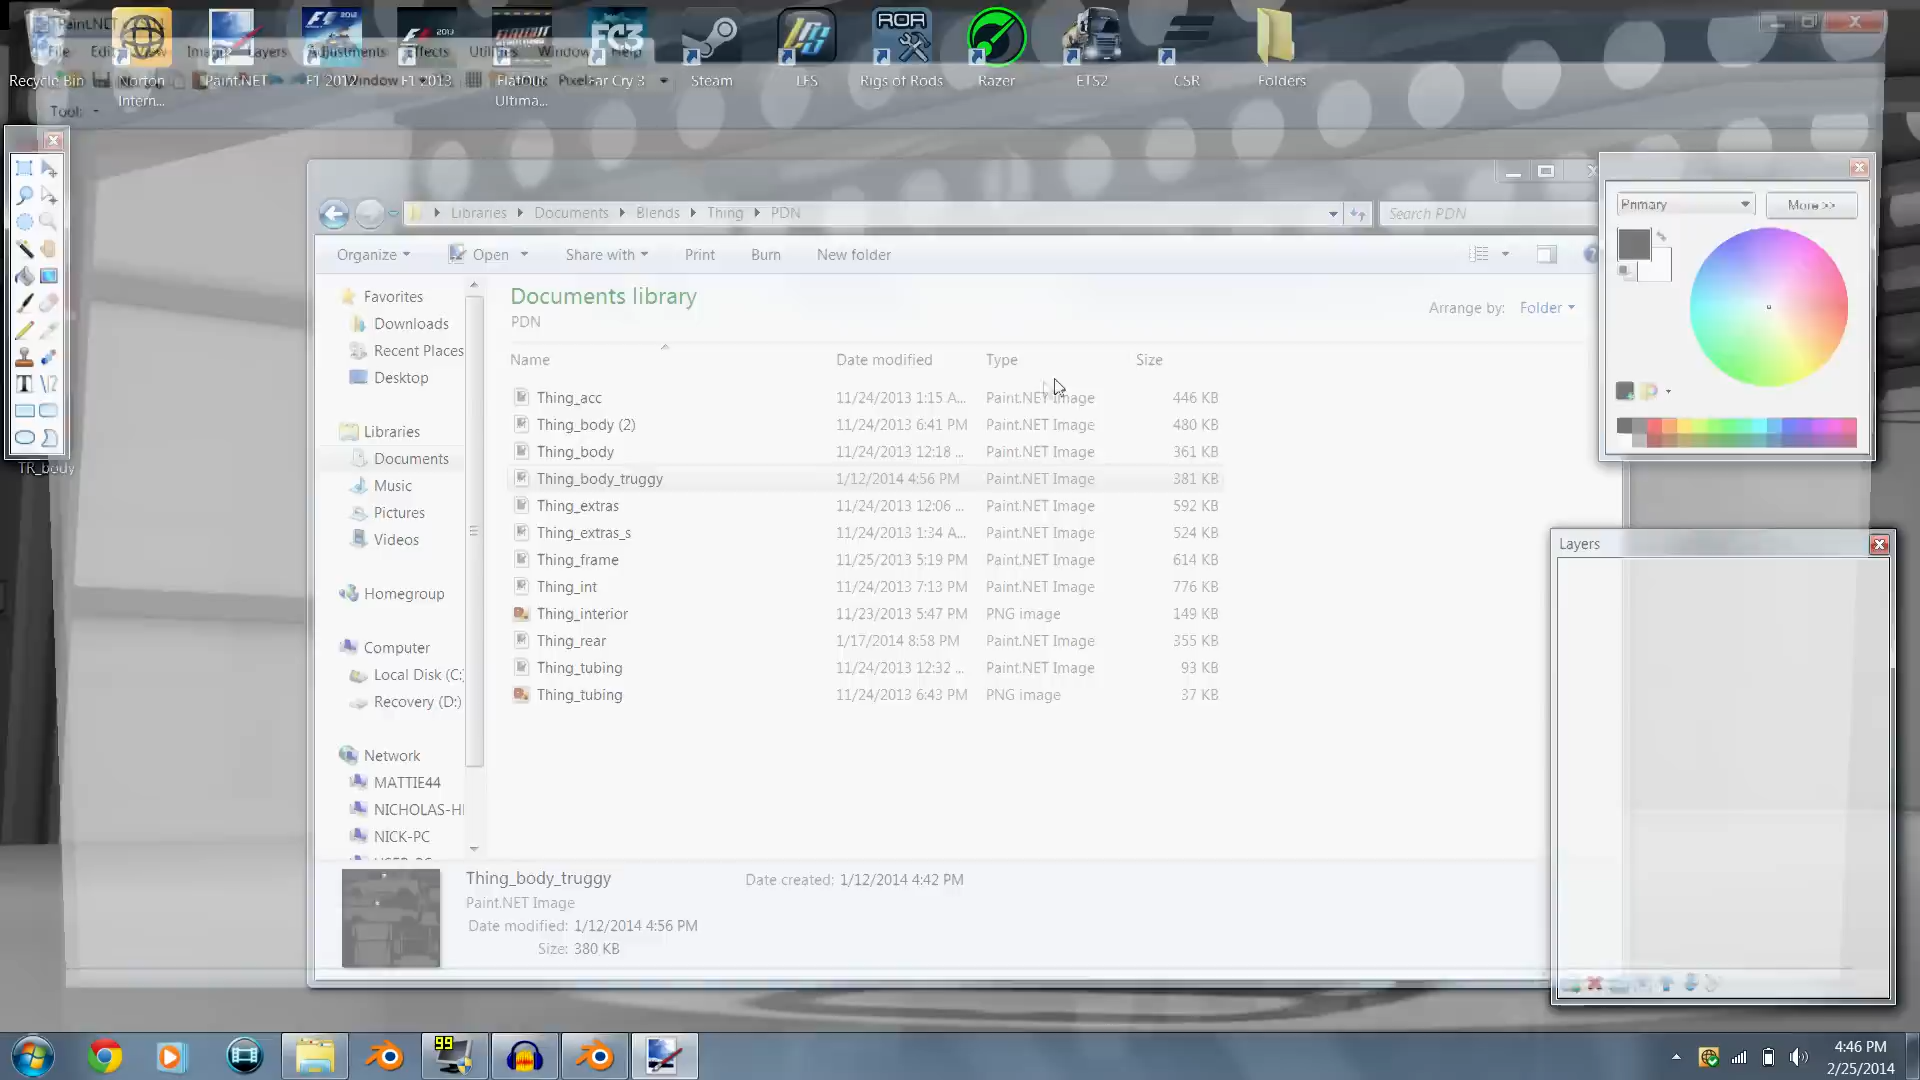 Paint.NET
File Edit View Image Layers Adjustments Effects Utilities Window Help
Recycle Bin
Norton Intern...
Paint.NET
F1 2012
F1 2013
FlatOut Ultima...
Far Cry 3
Steam
LFS
Rigs of Rods
Razer
ETS2
CSR
Folders
Window
Pixels
Tool:
TR_body
Libraries Documents Blends Thing PDN
Search PDN
Organize Open Share with Print Burn New folder
Favorites
Downloads
Recent Places
Desktop
Libraries
Documents
Music
Pictures
Videos
Homegroup
Computer
Local Disk (C:
Recovery (D:)
Network
MATTIE44
NICHOLAS-HI
NICK-PC
Documents library
PDN
Arrange by: Folder
Name Date modified Type Size
Thing_acc 11/24/2013 1:15 A... Paint.NET Image 446 KB
Thing_body (2) 11/24/2013 6:41 PM Paint.NET Image 480 KB
Thing_body 11/24/2013 12:18 ... Paint.NET Image 361 KB
Thing_body_truggy 1/12/2014 4:56 PM Paint.NET Image 381 KB
Thing_extras 11/24/2013 12:06 ... Paint.NET Image 592 KB
Thing_extras_s 11/24/2013 1:34 A... Paint.NET Image 524 KB
Thing_frame 11/25/2013 5:19 PM Paint.NET Image 614 KB
Thing_int 11/24/2013 7:13 PM Paint.NET Image 776 KB
Thing_interior 11/23/2013 5:47 PM PNG image 149 KB
Thing_rear 1/17/2014 8:58 PM Paint.NET Image 355 KB
Thing_tubing 11/24/2013 12:32 ... Paint.NET Image 93 KB
Thing_tubing 11/24/2013 6:43 PM PNG image 37 KB
Thing_body_truggy Date created: 1/12/2014 4:42 PM
Paint.NET Image
Date modified: 1/12/2014 4:56 PM
Size: 380 KB
Primary More >>
Layers
99
4:46 PM
2/25/2014